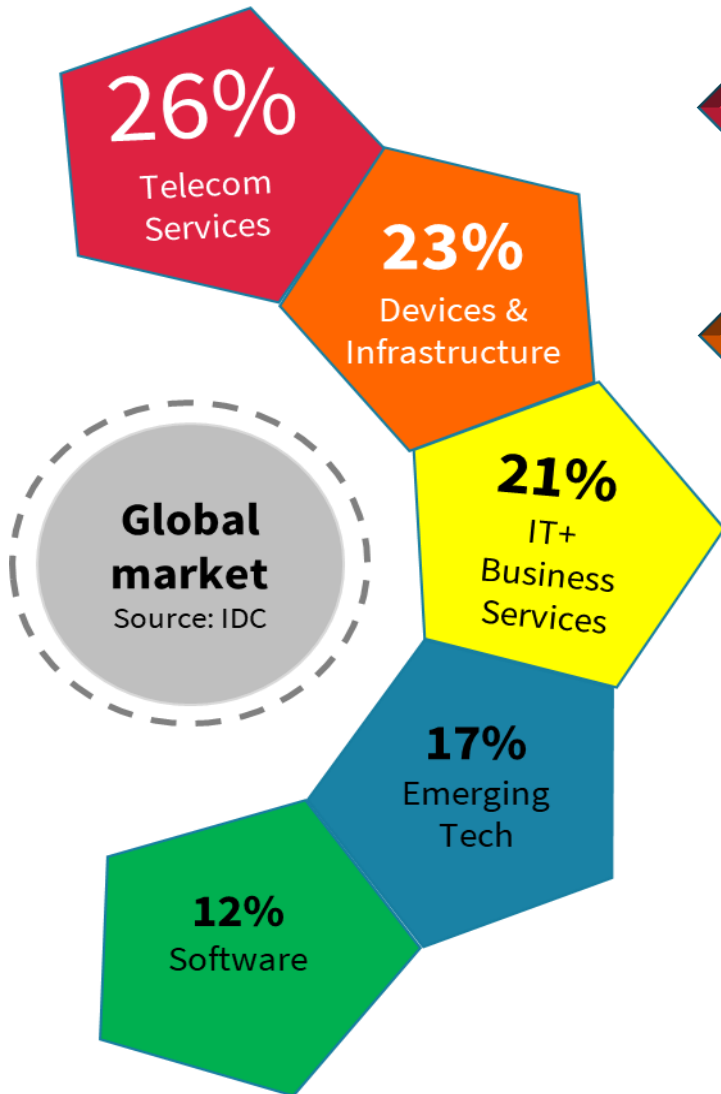 26%
Telecom
Services
23%
Devices &
Infrastructure
21%
IT+
Business
Services
Global
market
Source: IDC
17%
Emerging
Tech
12%
Software